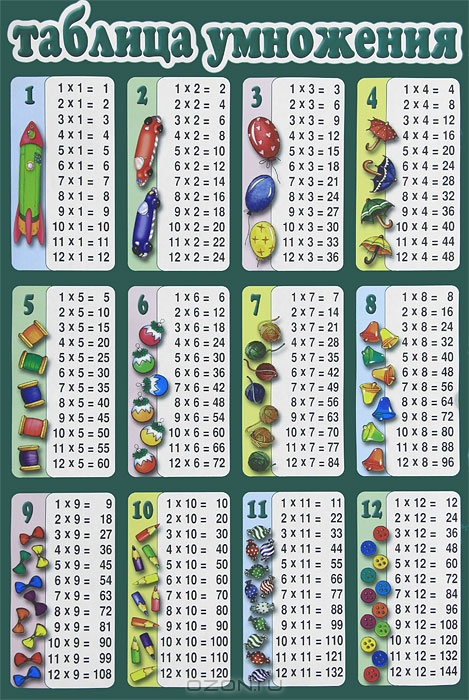 таблица умножения
1
1 x 1 = 1
2 x 1 = 2
3 x 1 = 3
4 x 1 = 4
5 x 1 = 5
6 x 1 = 6
7 x 1 = 7
8 x 1 = 8
9 x 1 = 9
10 x 1 = 10
11 x 1 = 11
12 x 1 = 12
2
1 x 2 = 2
2 x 2 = 4
3 x 2 = 6
4 x 2 = 8
5 x 2 = 10
6 x 2 = 12
7 x 2 = 14
8 x 2 = 16
9 x 2 = 18
10 x 2 = 20
11 x 2 = 22
12 x 2 = 24
3
1 x 3 = 3
2 x 3 = 6
3 x 3 = 9
4 x 3 = 12
5 x 3 = 15
6 x 3 = 18
7 x 3 = 21
8 x 3 = 24
9 x 3 = 27
10 x 3 = 30
11 x 3 = 33
12 x 3 = 36
4
1 x 4 = 4
2 x 4 = 8
3 x 4 = 12
4 x 4 = 16
5 x 4 = 20
6 x 4 = 24
7 x 4 = 28
8 x 4 = 32
9 x 4 = 36
10 x 4 = 40
11 x 4 = 44
12 x 4 = 48
5
1 x 5 = 5
2 x 5 = 10
3 x 5 = 15
4 x 5 = 20
5 x 5 = 25
6 x 5 = 30
7 x 5 = 35
8 x 5 = 40
9 x 5 = 45
10 x 5 = 50
11 x 5 = 55
12 x 5 = 60
6
1 x 6 = 6
2 x 6 = 12
3 x 6 = 18
4 x 6 = 24
5 x 6 = 30
6 x 6 = 36
7 x 6 = 42
8 x 6 = 48
9 x 6 = 54
10 x 6 = 60
11 x 6 = 66
12 x 6 = 72
7
1 x 7 = 7
2 x 7 = 14
3 x 7 = 21
4 x 7 = 28
5 x 7 = 35
6 x 7 = 42
7 x 7 = 49
8 x 7 = 56
9 x 7 = 63
10 x 7 = 70
11 x 7 = 77
12 x 7 = 84
8
1 x 8 = 8
2 x 8 = 16
3 x 8 = 24
4 x 8 = 32
5 x 8 = 40
6 x 8 = 48
7 x 8 = 56
8 x 8 = 64
9 x 8 = 72
10 x 8 = 80
11 x 8 = 88
12 x 8 = 96
9
1 x 9 = 9
2 x 9 = 18
3 x 9 = 27
4 x 9 = 36
5 x 9 = 45
6 x 9 = 54
7 x 9 = 63
8 x 9 = 72
9 x 9 = 81
10 x 9 = 90
11 x 9 = 99
12 x 9 = 108
10
1 x 10 = 10
2 x 10 = 20
3 x 10 = 30
4 x 10 = 40
5 x 10 = 50
6 x 10 = 60
7 x 10 = 70
8 x 10 = 80
9 x 10 = 90
10 x 10 = 100
11 x 10 = 110
12 x 10 = 120
11
1 x 11 = 11
2 x 11 = 22
3 x 11 = 33
4 x 11 = 44
5 x 11 = 55
6 x 11 = 66
7 x 11 = 77
8 x 11 = 88
9 x 11 = 99
10 x 11 = 110
11 x 11 = 121
12 x 11 = 132
12
1 x 12 = 12
2 x 12 = 24
3 x 12 = 36
4 x 12 = 48
5 x 12 = 60
6 x 12 = 72
7 x 12 = 84
8 x 12 = 96
9 x 12 = 108
10 x 12 = 120
11 x 12 = 132
12 x 12 = 144
OZON.RU